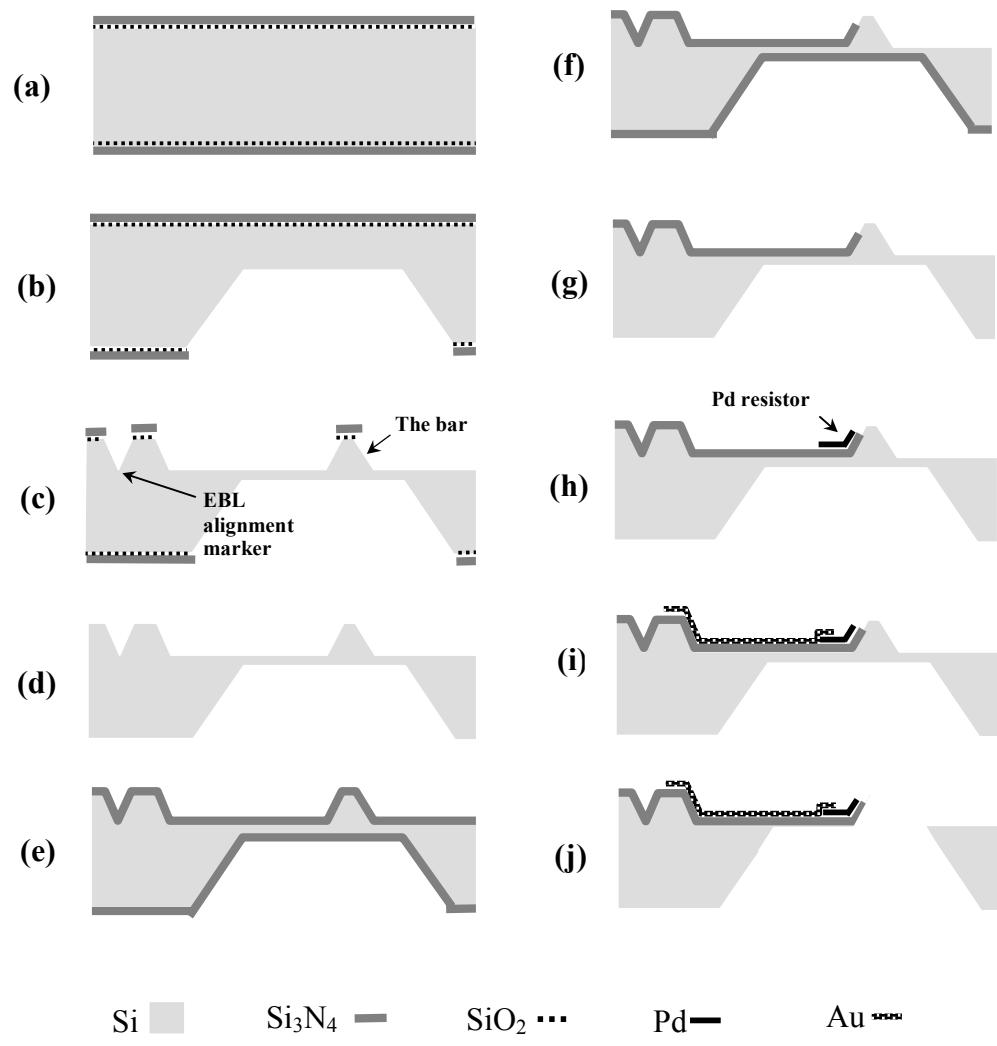 (a)
(b)
(c)
The bar
EBL
alignment
marker
(d)
(e)
(f)
(g)
Pd resistor
(h)
(i)
(j)
Si
Si₃N₄
SiO₂
Pd
Au